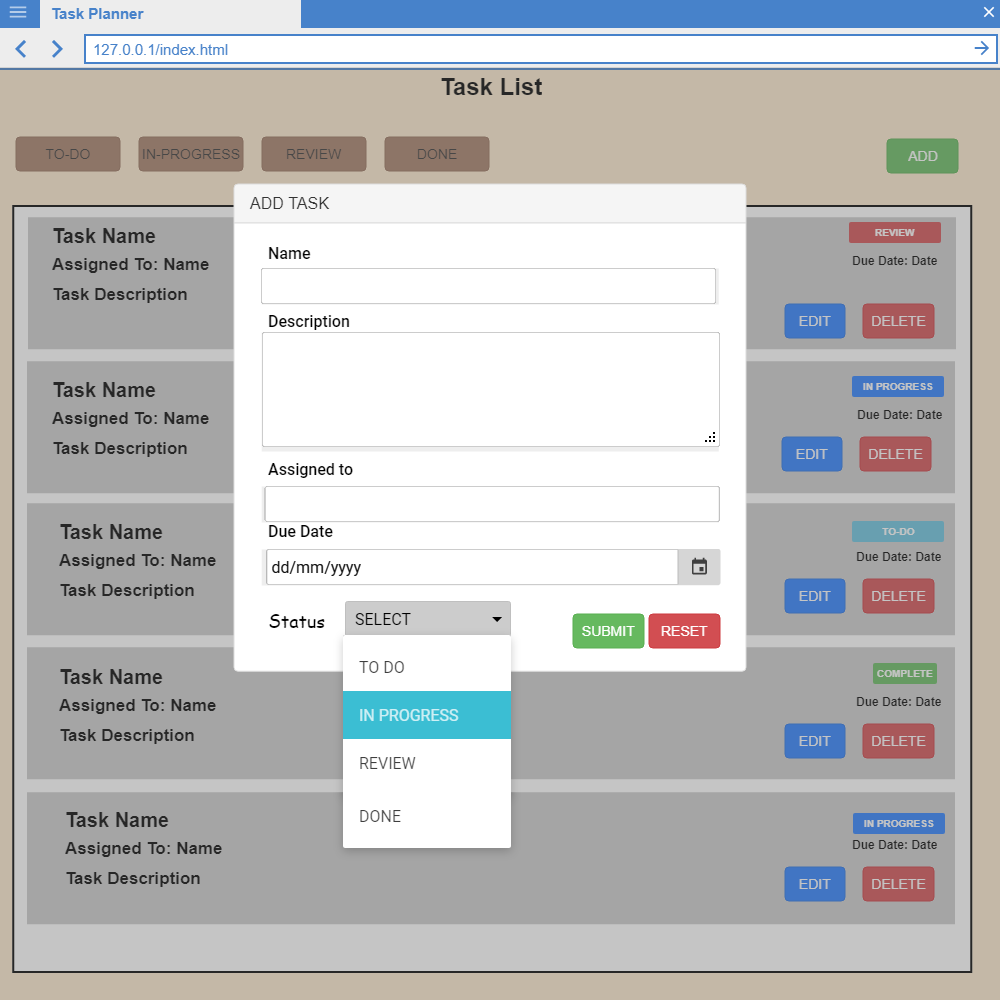 Task Planner
127.0.0.1/index.html
Task List
TO-DO IN-PROGRESS REVIEW DONE ADD
ADD TASK
Name
Description
Assigned to
Due Date
dd/mm/yyyy
Status SELECT SUBMIT RESET
TO DO
IN PROGRESS
REVIEW
DONE
Task Name REVIEW
Assigned To: Name Due Date: Date
Task Description
EDIT DELETE
Task Name IN PROGRESS
Assigned To: Name Due Date: Date
Task Description EDIT DELETE
Task Name TO-DO
Assigned To: Name Due Date: Date
Task Description EDIT DELETE
Task Name COMPLETE
Assigned To: Name Due Date: Date
Task Description EDIT DELETE
Task Name IN PROGRESS
Assigned To: Name Due Date: Date
Task Description EDIT DELETE